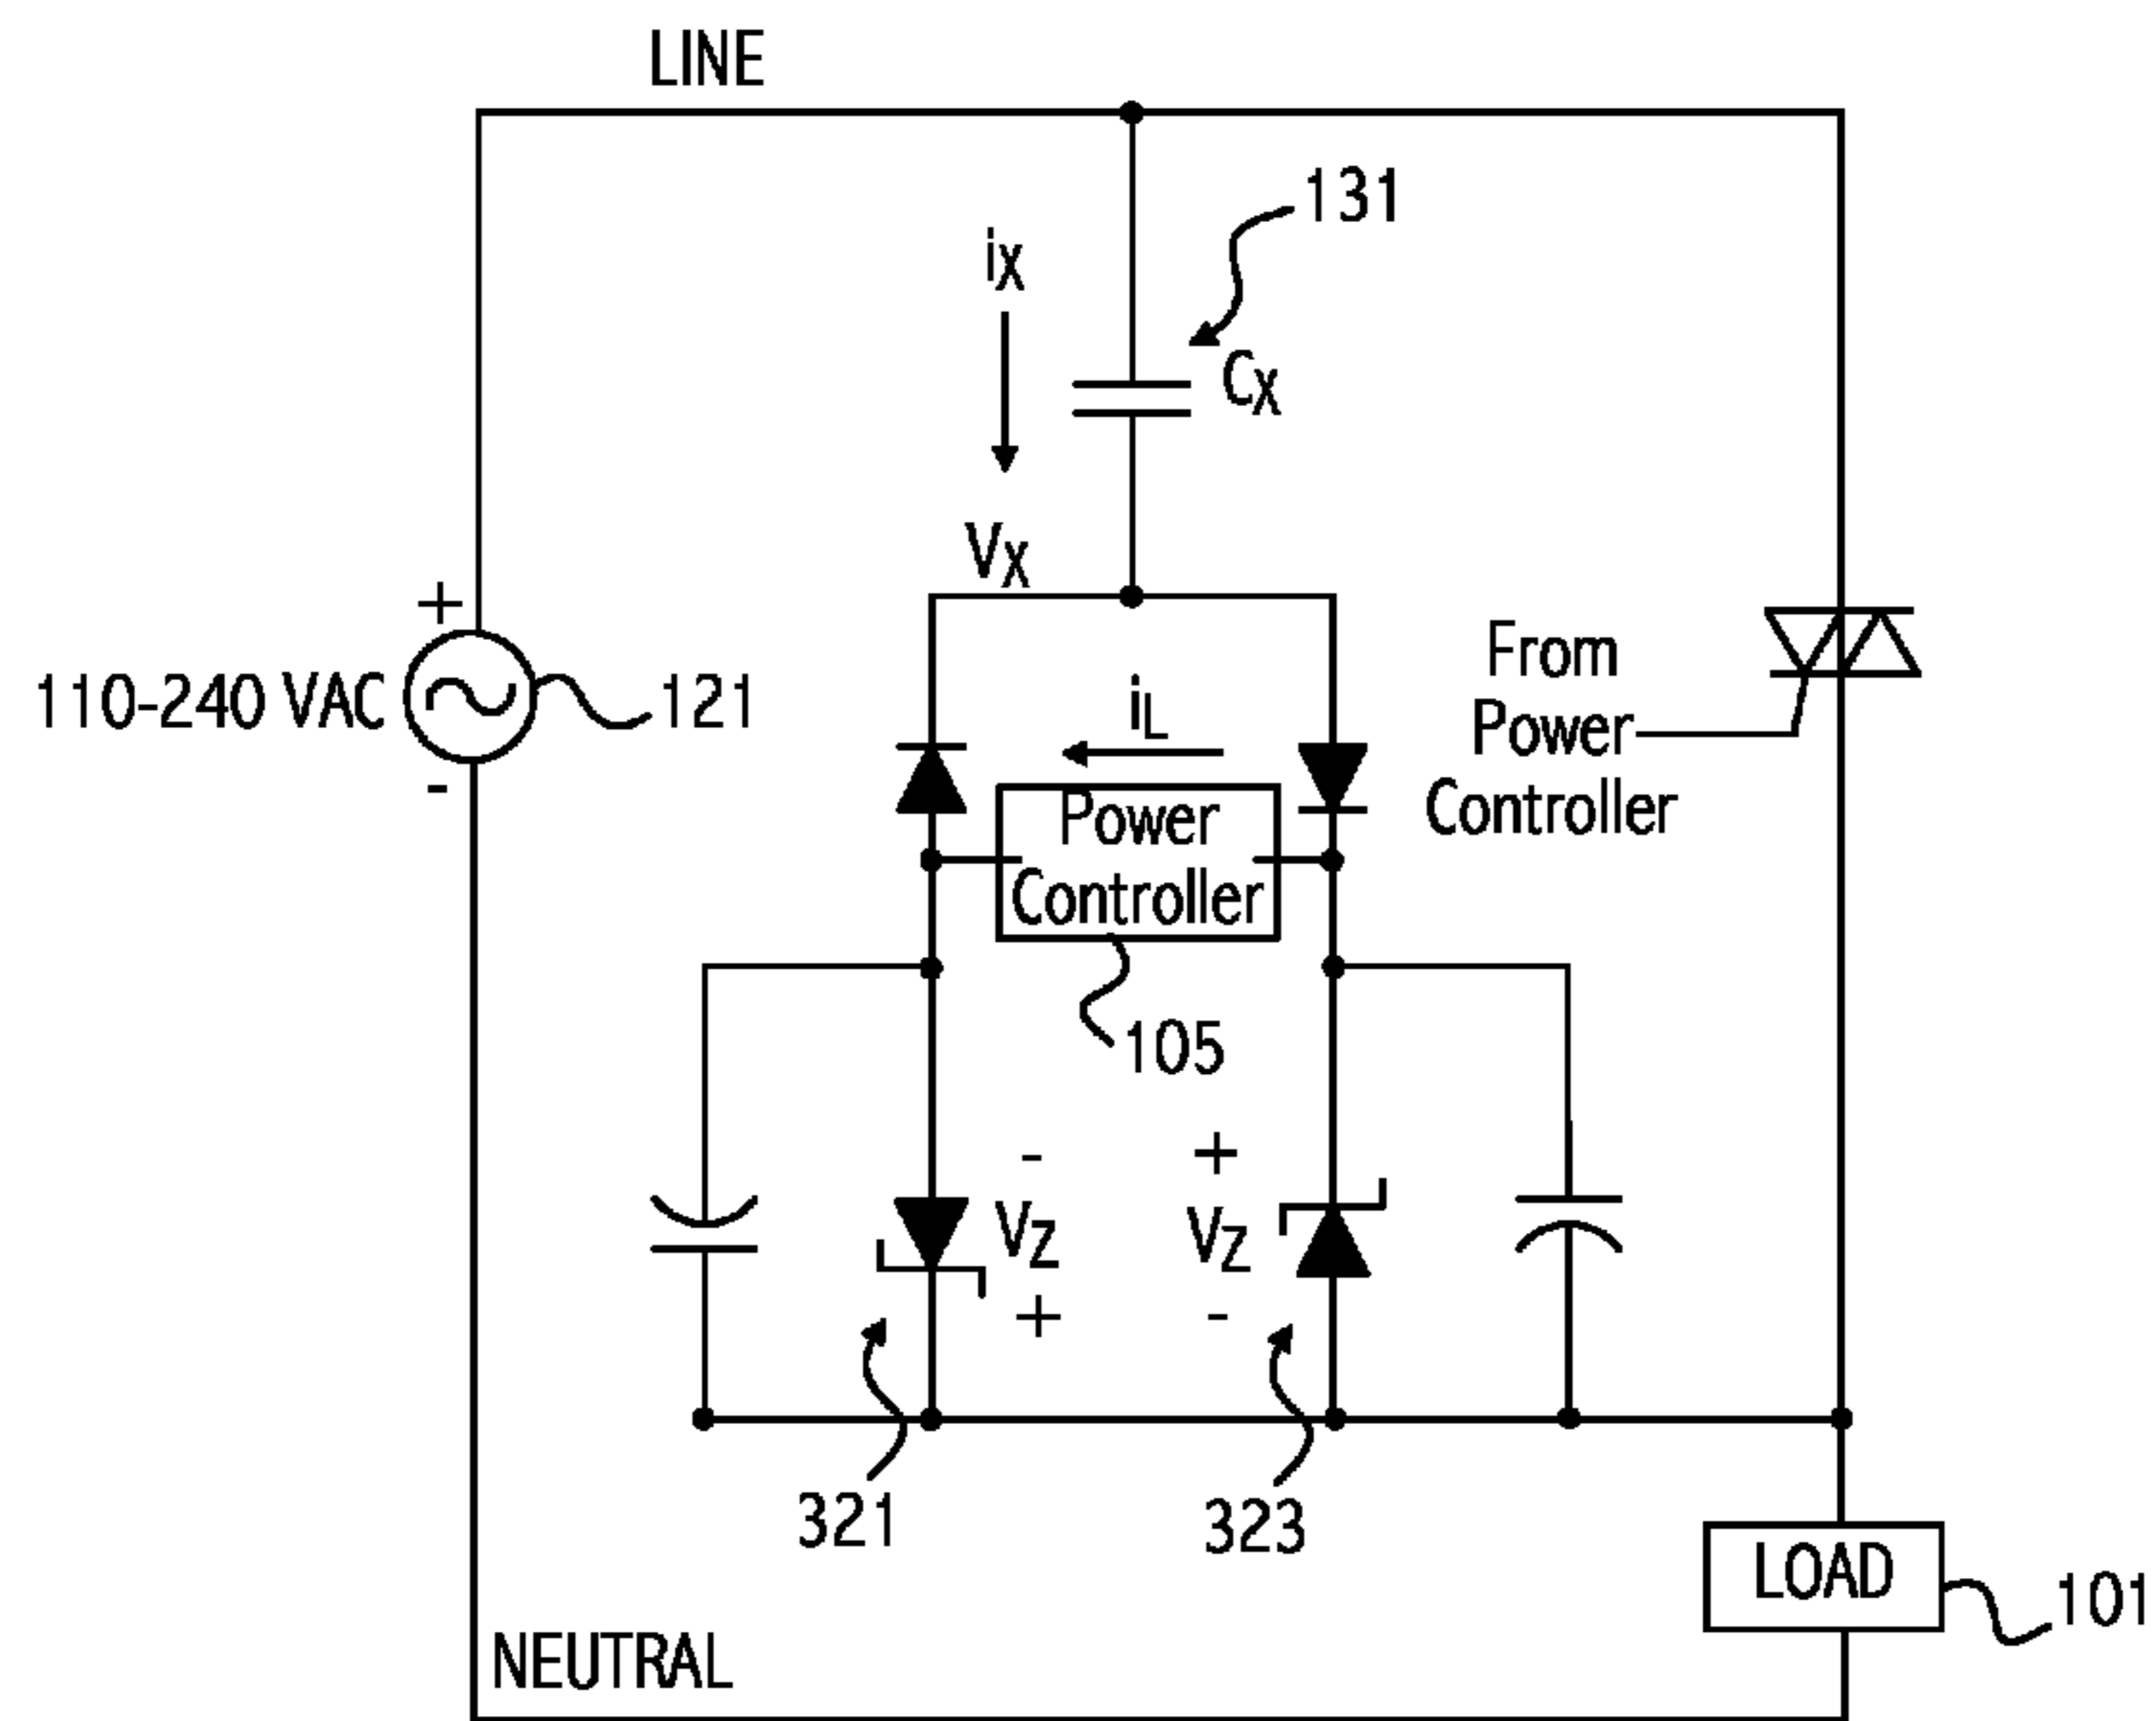 LINE
131
iX
CX
VX
+
110-240 VAC
121
-
iL
From
Power
Controller
Power
Controller
105
-
+
VZ
VZ
+
-
321
323
LOAD
101
NEUTRAL